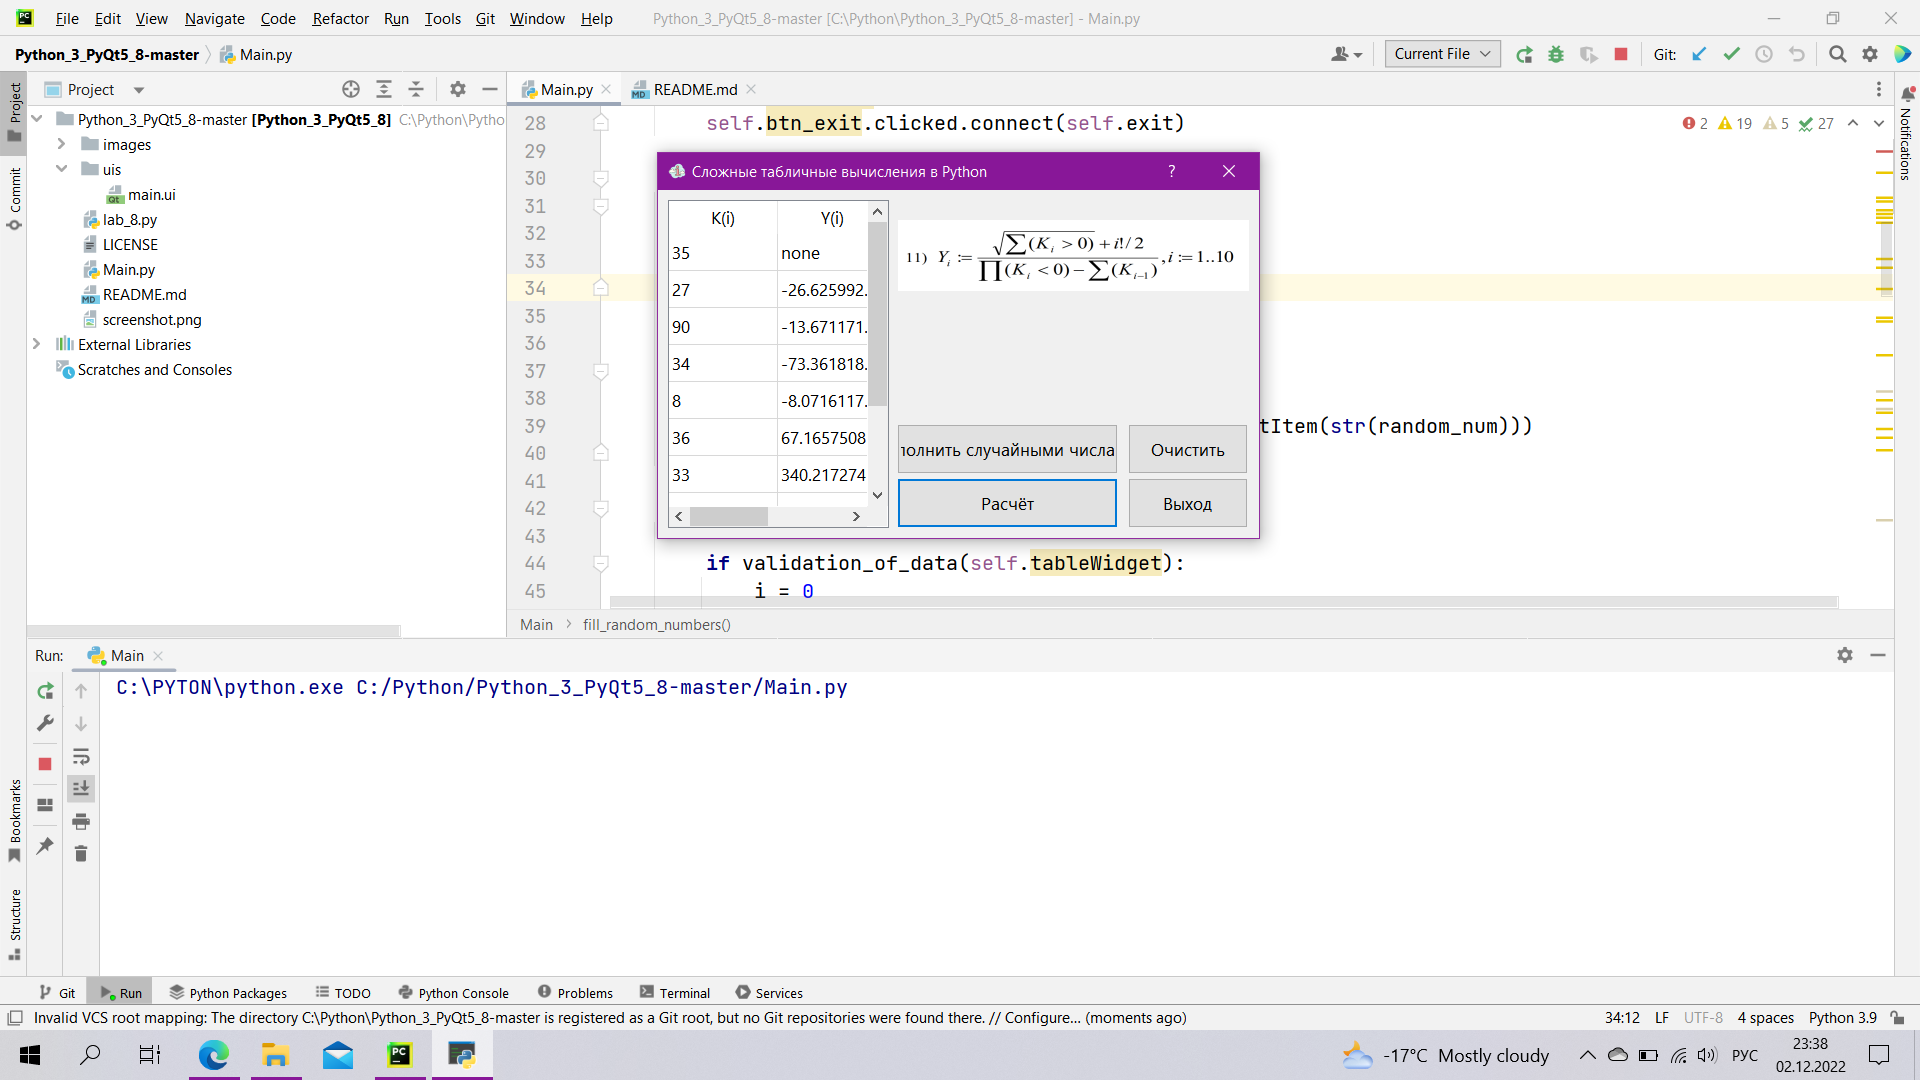 File Edit View Navigate Code Refactor Run Tools Git Window Help Python_3_PyQt5_8-master [C:\Python\Python_3_PyQt5_8-master] - Main.py
Python_3_PyQt5_8-master Main.py Current File Git:
Project
Main.py README.md
Project
Commit
Bookmarks
Structure
Notifications
Python_3_PyQt5_8-master [Python_3_PyQt5_8] C:\Python\Pytho
images
uis
main.ui
lab_8.py
LICENSE
Main.py
README.md
screenshot.png
External Libraries
Scratches and Consoles
28 self.btn_exit.clicked.connect(self.exit)
2 19 5 27
29
30
31
32
33
34
35
36
37
38
39 tItem(str(random_num)))
40
41
42
43
44 if validation_of_data(self.tableWidget):
45 i = 0
Main fill_random_numbers()
Сложные табличные вычисления в Python ?
K(i) Y(i)
35 none
27 -26.625992.
90 -13.671171.
34 -73.361818.
8 -8.0716117.
36 67.1657508
33 340.217274
11) Y_i := (√(∑(K_i > 0)) + i!/2) / (∏(K_i < 0) − ∑(K_{i−1})), i := 1..10
полнить случайными числа Очистить
Расчёт Выход
Run: Main
C:\PYTON\python.exe C:/Python/Python_3_PyQt5_8-master/Main.py
Git Run Python Packages TODO Python Console Problems Terminal Services
Invalid VCS root mapping: The directory C:\Python\Python_3_PyQt5_8-master is registered as a Git root, but no Git repositories were found there. // Configure... (moments ago) 34:12 LF UTF-8 4 spaces Python 3.9
-17°C Mostly cloudy РУС
23:38
02.12.2022